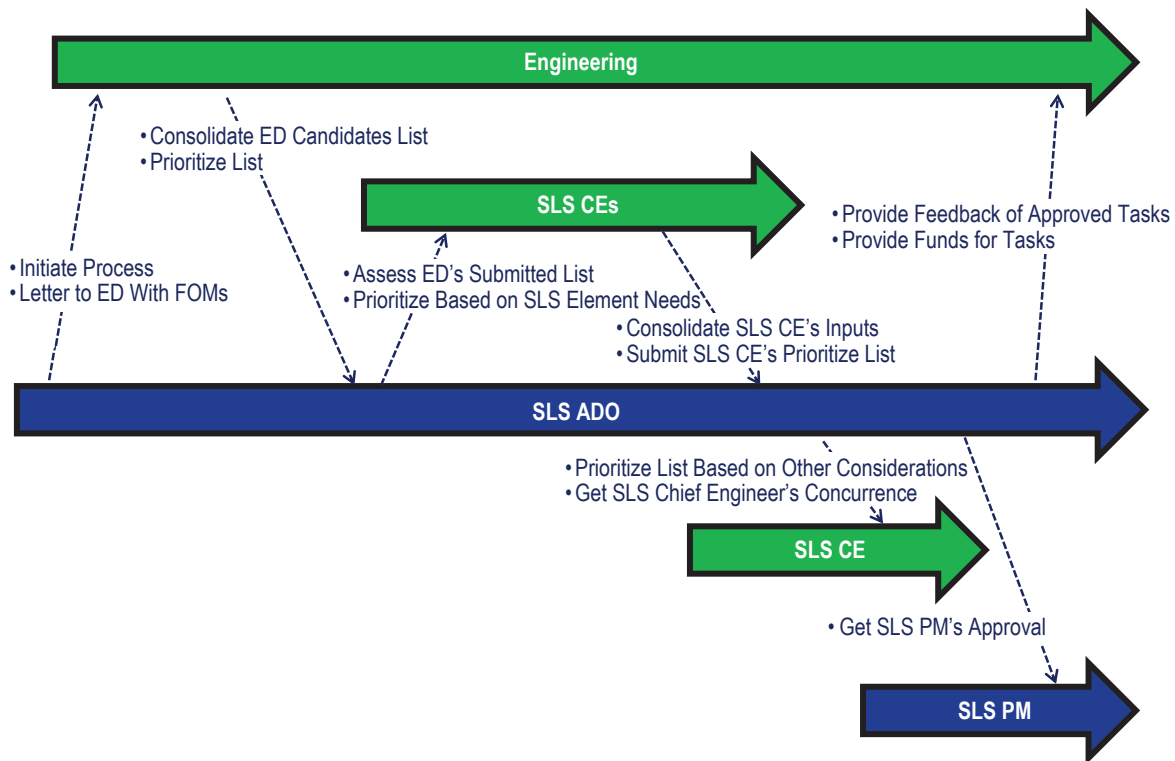 Engineering
• Consolidate ED Candidates List
• Prioritize List
SLS CEs
• Provide Feedback of Approved Tasks
• Provide Funds for Tasks
• Initiate Process
• Letter to ED With FOMs
• Assess ED's Submitted List
• Prioritize Based on SLS Element Needs
• Consolidate SLS CE's Inputs
• Submit SLS CE's Prioritize List
SLS ADO
• Prioritize List Based on Other Considerations
• Get SLS Chief Engineer's Concurrence
SLS CE
• Get SLS PM's Approval
SLS PM